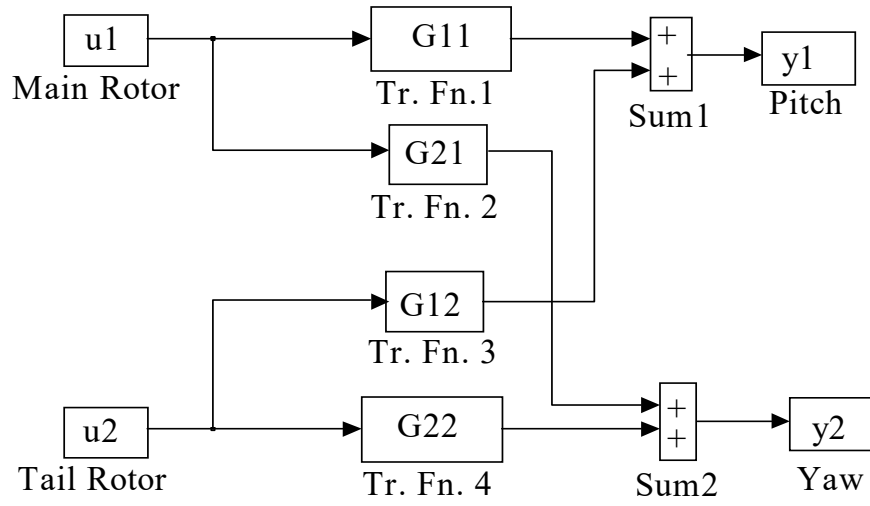 u1
Main Rotor
G11
Tr. Fn.1
+
+
Sum1
y1
Pitch
G21
Tr. Fn. 2
G12
Tr. Fn. 3
u2
Tail Rotor
G22
Tr. Fn. 4
+
+
Sum2
y2
Yaw